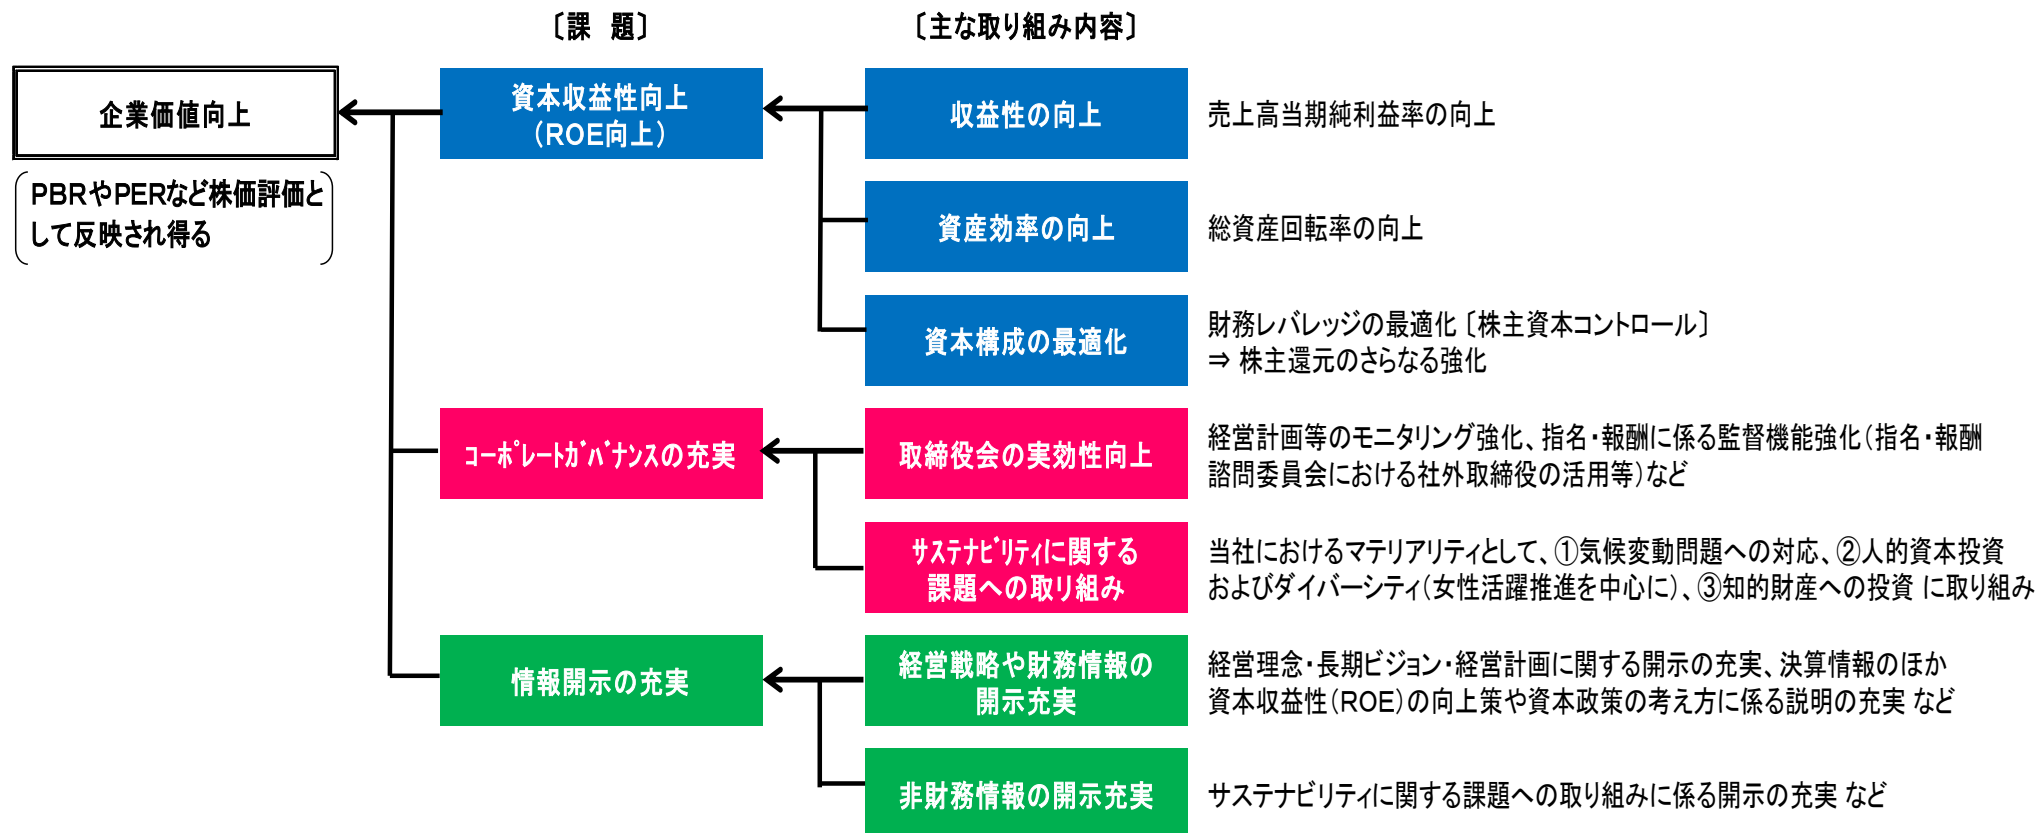 〔課　題〕
〔主な取り組み内容〕
企業価値向上
PBRやPERなど株価評価と
して反映され得る
資本収益性向上
（ROE向上）
収益性の向上
売上高当期純利益率の向上
資産効率の向上
総資産回転率の向上
資本構成の最適化
財務レバレッジの最適化〔株主資本コントロール〕
⇒ 株主還元のさらなる強化
ｺｰﾎﾟﾚｰﾄｶﾞﾊﾞﾅﾝｽの充実
取締役会の実効性向上
経営計画等のモニタリング強化、指名・報酬に係る監督機能強化（指名・報酬
諮問委員会における社外取締役の活用等）など
ｻｽﾃﾅﾋﾞﾘﾃｨに関する
課題への取り組み
当社におけるマテリアリティとして、①気候変動問題への対応、②人的資本投資
およびダイバーシティ（女性活躍推進を中心に）、③知的財産への投資 に取り組み
情報開示の充実
経営戦略や財務情報の
開示充実
経営理念・長期ビジョン・経営計画に関する開示の充実、決算情報のほか
資本収益性（ROE）の向上策や資本政策の考え方に係る説明の充実 など
非財務情報の開示充実
サステナビリティに関する課題への取り組みに係る開示の充実 など